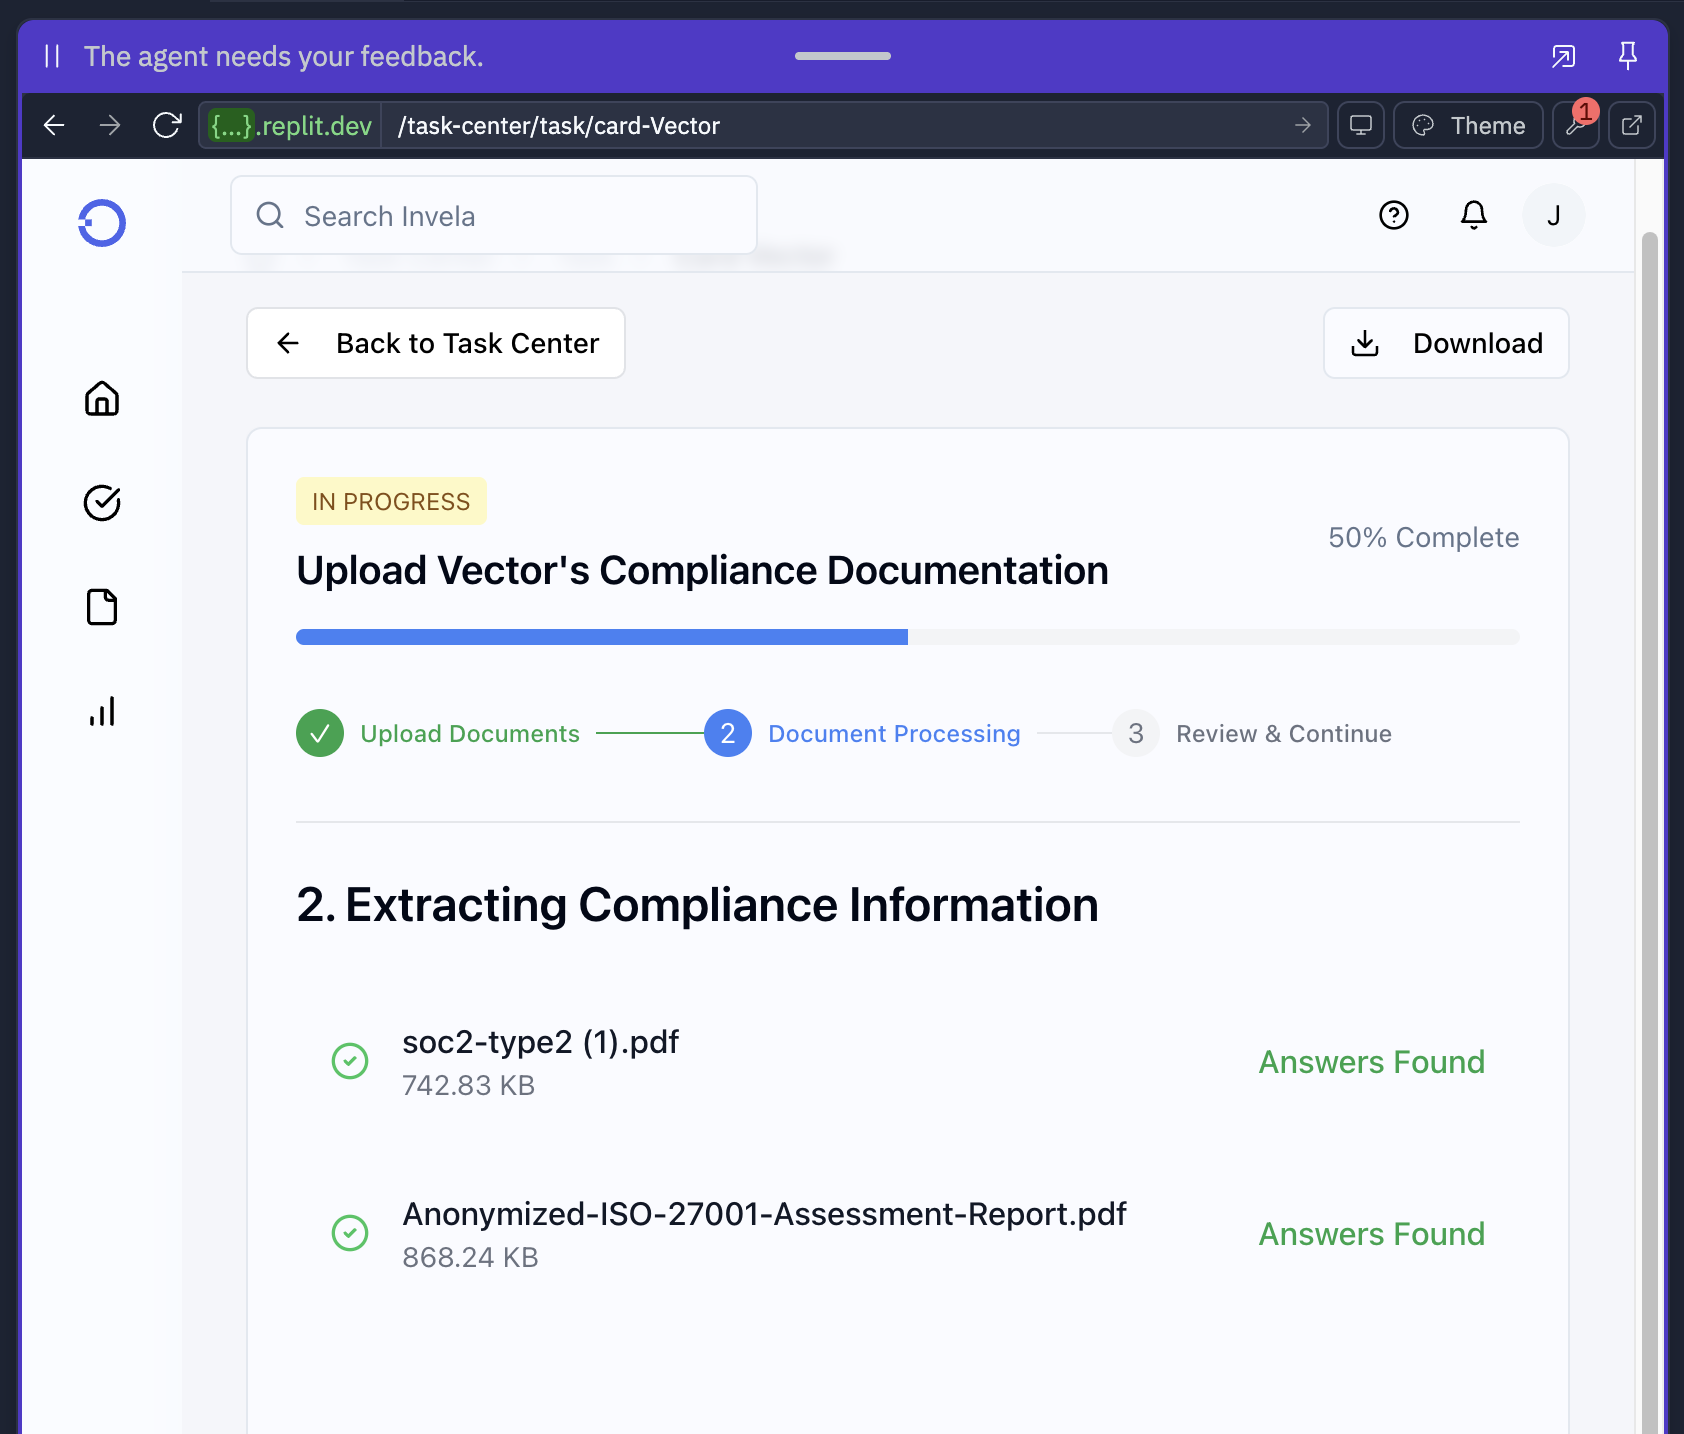 The agent needs your feedback.
{...}.replit.dev /task-center/task/card-Vector
Theme
1
Search Invela
J
Back to Task Center
Download
IN PROGRESS
50% Complete
Upload Vector's Compliance Documentation
Upload Documents
2 Document Processing
3 Review & Continue
2. Extracting Compliance Information
soc2-type2 (1).pdf
742.83 KB
Answers Found
Anonymized-ISO-27001-Assessment-Report.pdf
868.24 KB
Answers Found